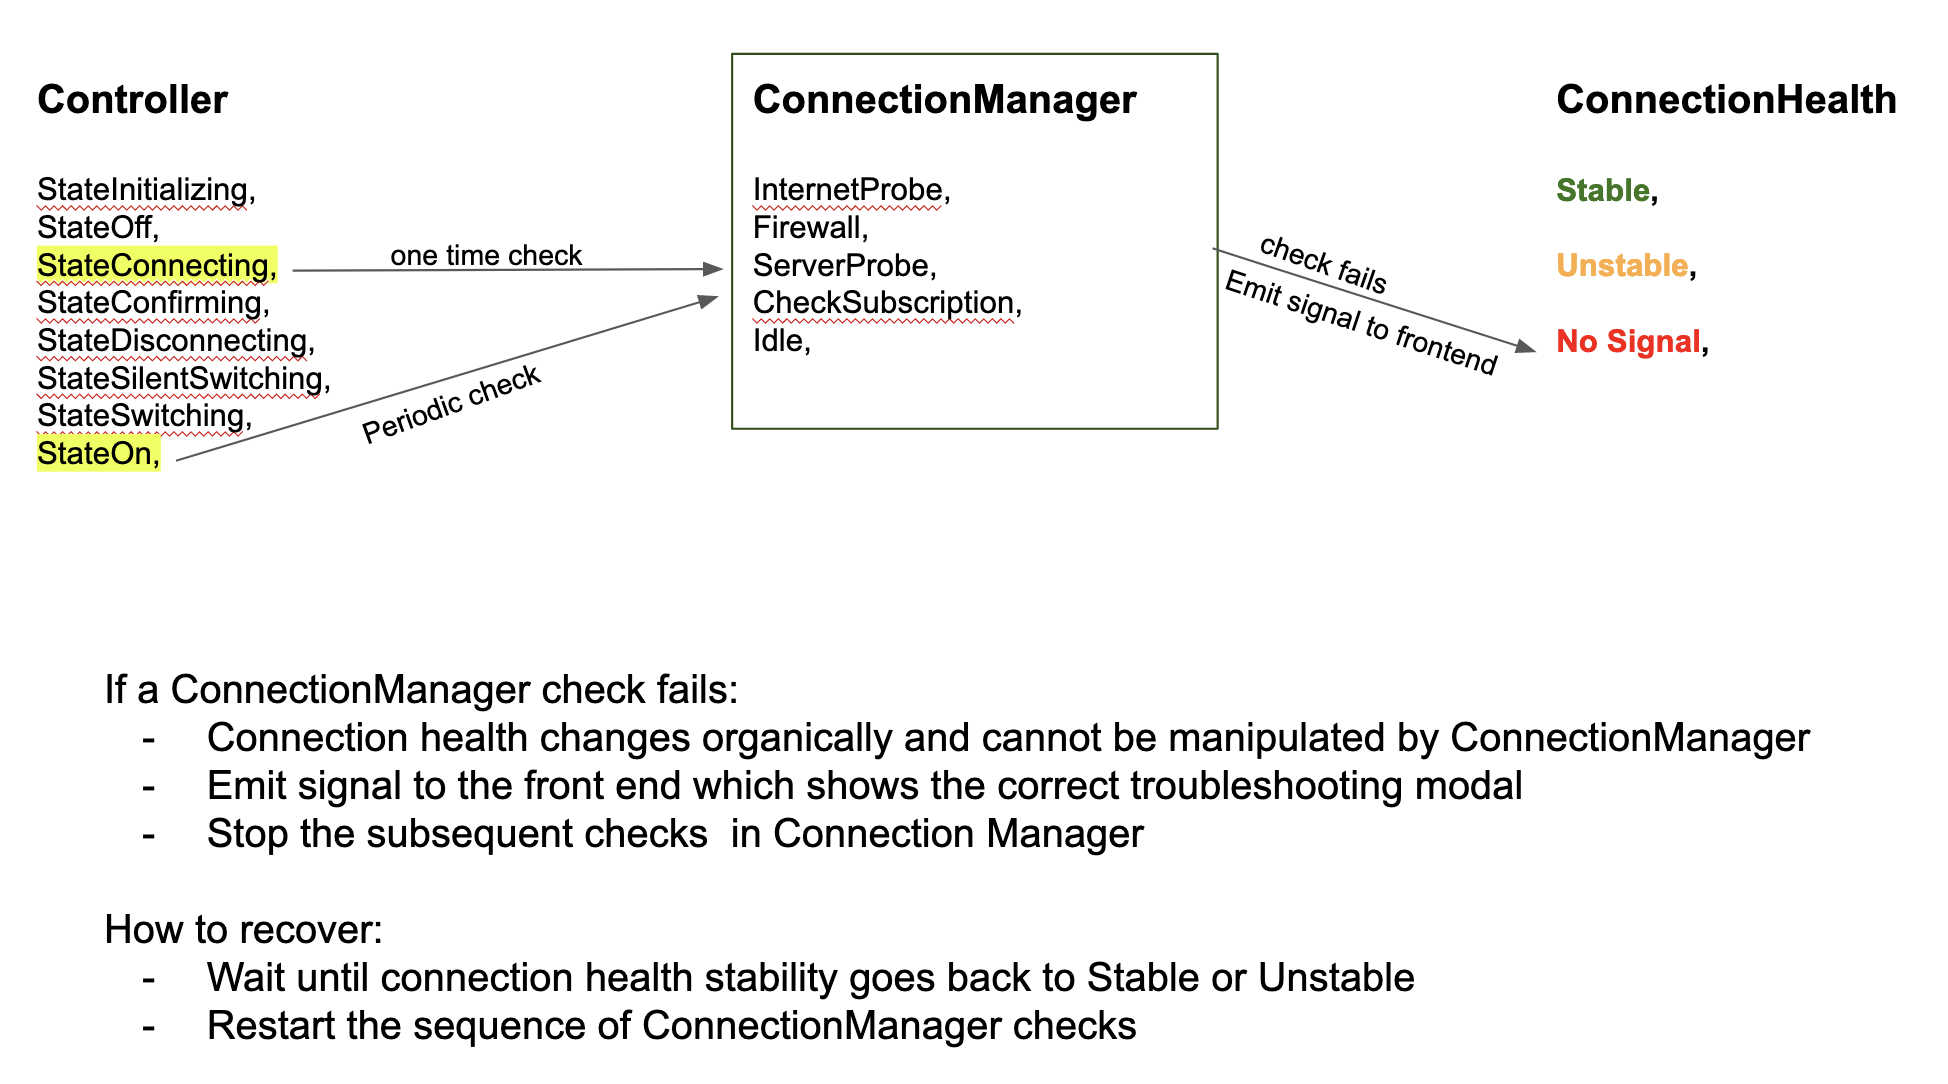 Controller
StateInitializing,
StateOff,
StateConnecting,
StateConfirming,
StateDisconnecting,
StateSilentSwitching,
StateSwitching,
StateOn,
one time check
Periodic check
ConnectionManager
InternetProbe,
Firewall,
ServerProbe,
CheckSubscription,
Idle,
check fails
Emit signal to frontend
ConnectionHealth
Stable,
Unstable,
No Signal,
If a ConnectionManager check fails:
- Connection health changes organically and cannot be manipulated by ConnectionManager
- Emit signal to the front end which shows the correct troubleshooting modal
- Stop the subsequent checks  in Connection Manager
How to recover:
- Wait until connection health stability goes back to Stable or Unstable
- Restart the sequence of ConnectionManager checks